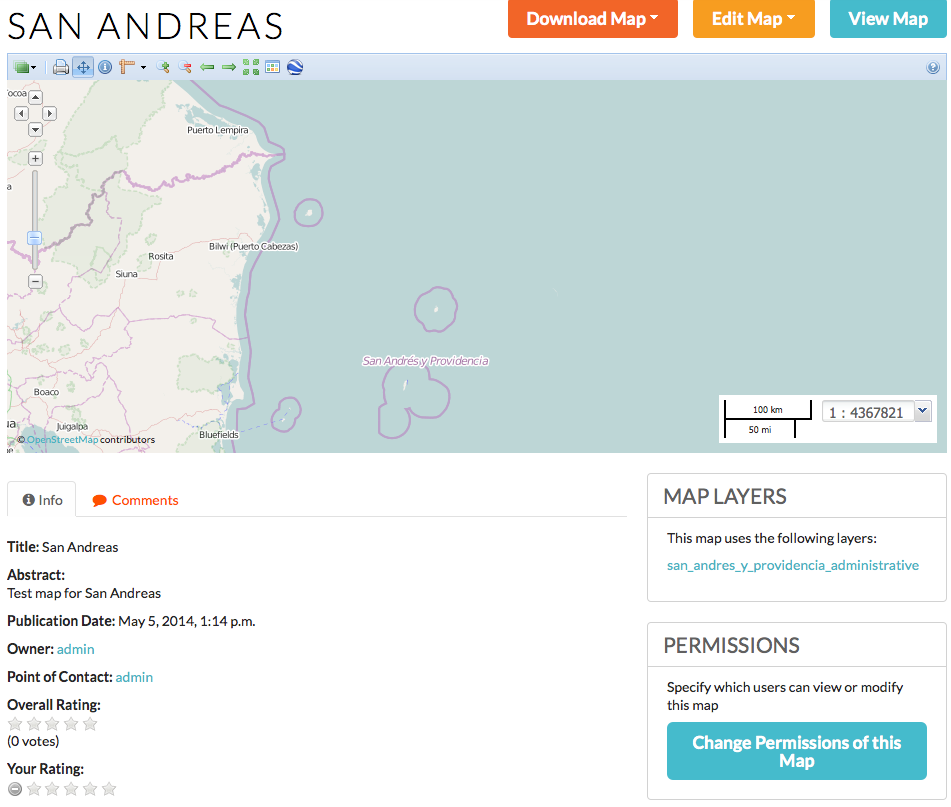 SAN ANDREAS
Download Map
Edit Map
View Map
ocoa
Puerto Lempira
a
Bilwi (Puerto Cabezas)
Rosita
Siuna
San Andrés y Providencia
Boaco
Juigalpa
ua
Bluefields
© OpenStreetMap contributors
100 km
50 mi
1 : 4367821
Info
Comments
Title: San Andreas
Abstract:
Test map for San Andreas
Publication Date: May 5, 2014, 1:14 p.m.
Owner: admin
Point of Contact: admin
Overall Rating:
(0 votes)
Your Rating:
MAP LAYERS
This map uses the following layers:
san_andres_y_providencia_administrative
PERMISSIONS
Specify which users can view or modify
this map
Change Permissions of this
Map